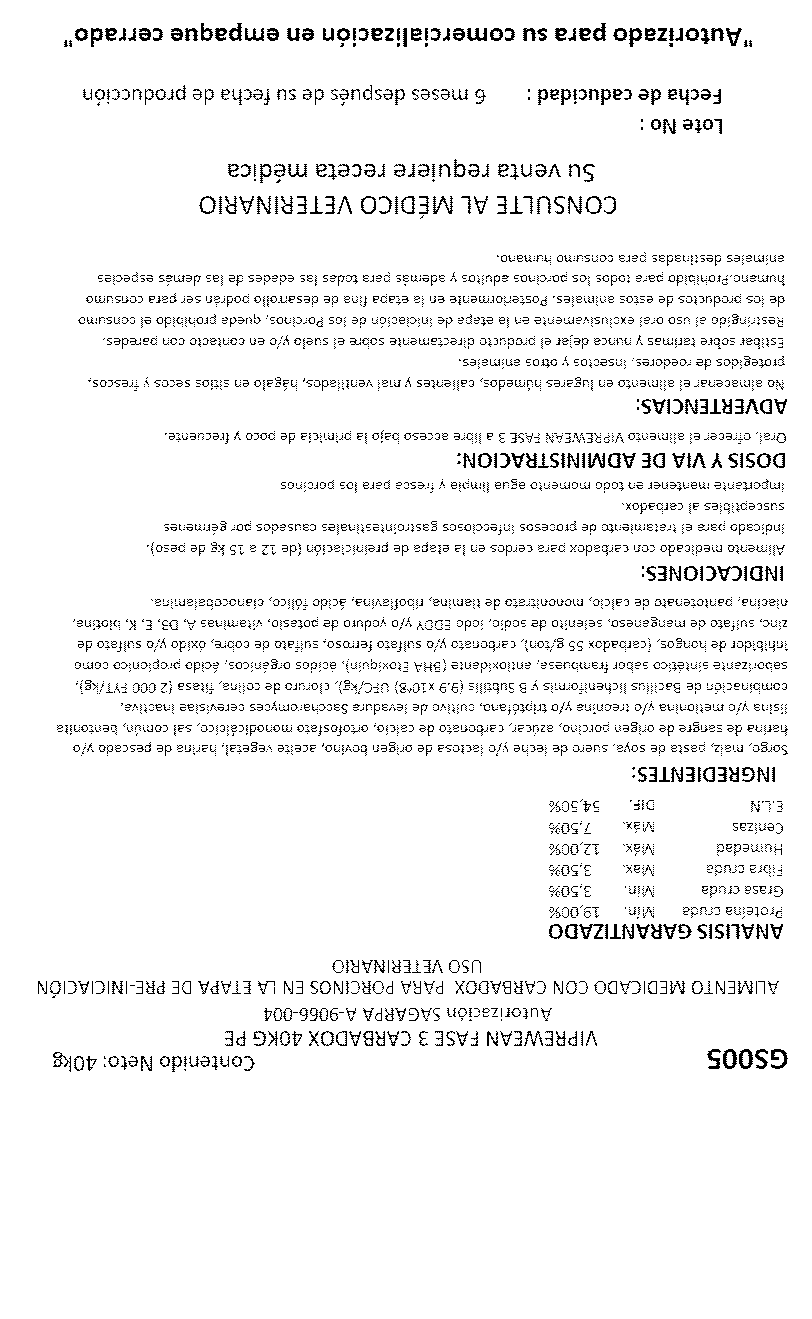 GS005 Contenido Neto: 40kg
VIPREWEAN FASE 3 CARBADOX 40KG PE
Autorización SAGARPA A-9066-004
ALIMENTO MEDICADO CON CARBADOX PARA PORCINOS EN LA ETAPA DE PRE-INICIACIÓN
USO VETERINARIO
ANALISIS GARANTIZADO
Proteína cruda Mín. 19,00%
Grasa cruda Mín. 3,50%
Fibra cruda Max. 3,50%
Humedad Máx. 12,00%
Cenizas Máx. 7,50%
E.L.N DIF. 54,50%
INGREDIENTES:
Sorgo, maíz, pasta de soya, suero de leche y/o lactosa de origen bovino, aceite vegetal, harina de pescado y/o
harina de sangre de origen porcino, azúcar, carbonato de calcio, ortofosfato monodicálcico, sal común, bentonita
lisina y/o metionina y/o treonina y/o triptófano, cultivo de levadura Saccharomyces cerevisiae inactiva,
combinación de Bacillus licheniformis y B Subtilis (9.9 x10^8) UFC/kg), cloruro de colina, fitasa (2 000 FYT/kg),
saborizante sintético sabor frambuesa, antioxidante (BHA Etoxiquin), ácidos orgánicos, ácido propiónico como
inhibidor de hongos, (carbadox 55 g/ton), carbonato y/o sulfato ferroso, sulfato de cobre, óxido y/o sulfato de
zinc, sulfato de manganeso, selenito de sodio, iodo EDDY y/o yoduro de potasio, vitaminas A, D3, E, K, biotina,
niacina, pantotenato de calcio, mononitrato de tiamina, riboflavina, ácido fólico, cianocobalamina.
INDICACIONES:
Alimento medicado con carbadox para cerdos en la etapa de preiniciación (de 12 a 15 kg de peso).
Indicado para el tratamiento de procesos infecciosos gastrointestinales causados por gérmenes
susceptibles al carbadox.
Importante mantener en todo momento agua limpia y fresca para los porcinos
DOSIS Y VIA DE ADMINISTRACION:
Oral, ofrecer el alimento VIPREWEAN FASE 3 a libre acceso bajo la primicia de poco y frecuente.
ADVERTENCIAS:
No almacenar el alimento en lugares húmedos, calientes y mal ventilados, hágalo en sitios secos y frescos,
protegidos de roedores, insectos y otros animales.
Estibar sobre tarimas y nunca dejar el producto directamente sobre el suelo y/o en contacto con paredes.
Restringido al uso oral exclusivamente en la etapa de iniciación de los Porcinos, queda prohibido el consumo
de los productos de estos animales. Posteriormente en la etapa fina de desarrollo podrán ser para consumo
humano.Prohibido para todos los porcinos adultos y además para todas las edades de las demás especies
animales destinadas para consumo humano.
CONSULTE AL MÉDICO VETERINARIO
Su venta requiere receta médica
Lote No :
Fecha de caducidad : 6 meses después de su fecha de producción
"Autorizado para su comercialización en empaque cerrado"